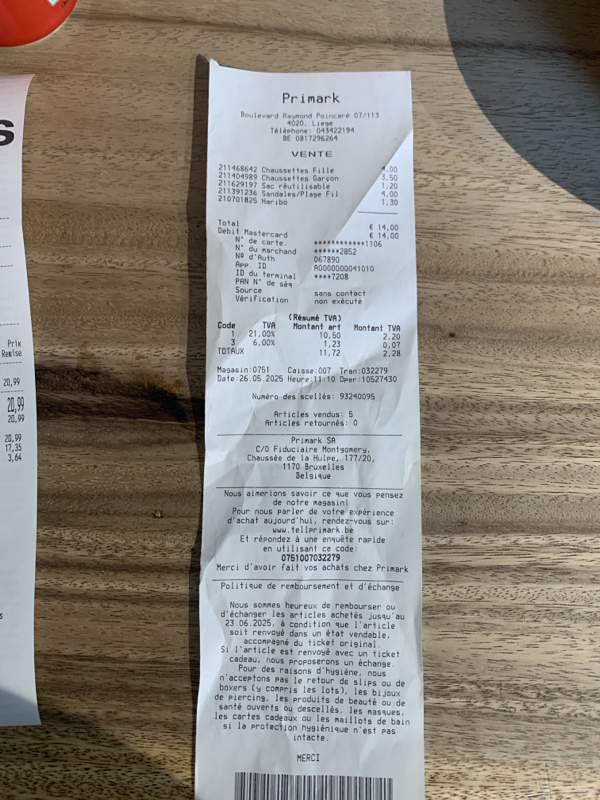 Primark
Boulevard Raymond Poincaré 07/113
4020, Liege
Téléphone: 043422194
BE 0817296264
VENTE
211468642 Chaussettes Fille 4,00
211404989 Chaussettes Garçon 3,50
211629197 Sac réutilisable 1,20
211391236 Sandales/Plage Fil 4,00
210701825 Haribo 1,30
Total € 14,00
Debit Mastercard € 14,00
N° de carte. ************1106
N° du marchand ******2852
Nº d'Auth 067890
App. ID A0000000041010
ID du terminal ****7208
PAN N° de séq
Source sans contact
Vérification non exécuté
(Résumé TVA)
Code TVA Montant art Montant TVA
1 21,00% 10,50 2,20
3 6,00% 1,23 0,07
TOTAUX 11,72 2,28
Magasin:0751 Caisse:007 Tran:032279
Date:26.05.2025 Heure:11:10 Oper:10527430
Numéro des scellés: 93240095
Articles vendus: 5
Articles retournés: 0
Primark SA
C/O Fiduciaire Montgomery,
Chaussée de la Hulpe, 177/20,
1170 Bruxelles
Belgique
Nous aimerions savoir ce que vous pensez
de notre magasin!
Pour nous parler de votre expérience
d'achat aujourd'hui, rendez-vous sur:
www.tellprimark.be
Et répondez à une enquête rapide
en utilisant ce code:
0751007032279
Merci d'avoir fait vos achats chez Primark
Politique de remboursement et d'échange
Nous sommes heureux de rembourser ou
d'échanger les articles achetés jusqu'au
23.06.2025, à condition que l'article
soit renvoyé dans un état vendable,
accompagné du ticket original.
Si l'article est renvoyé avec un ticket
cadeau, nous proposerons un échange.
Pour des raisons d'hygiène, nous
n'acceptons pas le retour de slips ou de
boxers (y compris les lots), les bijoux
de piercing, les produits de beauté ou de
santé ouverts ou descellés, les masques,
les cartes cadeaux ou les maillots de bain
si la protection hygiénique n'est pas
intacte.
MERCI
S
Prix
Remise
20,99
20,99
20,99
20,99
17,35
3,64